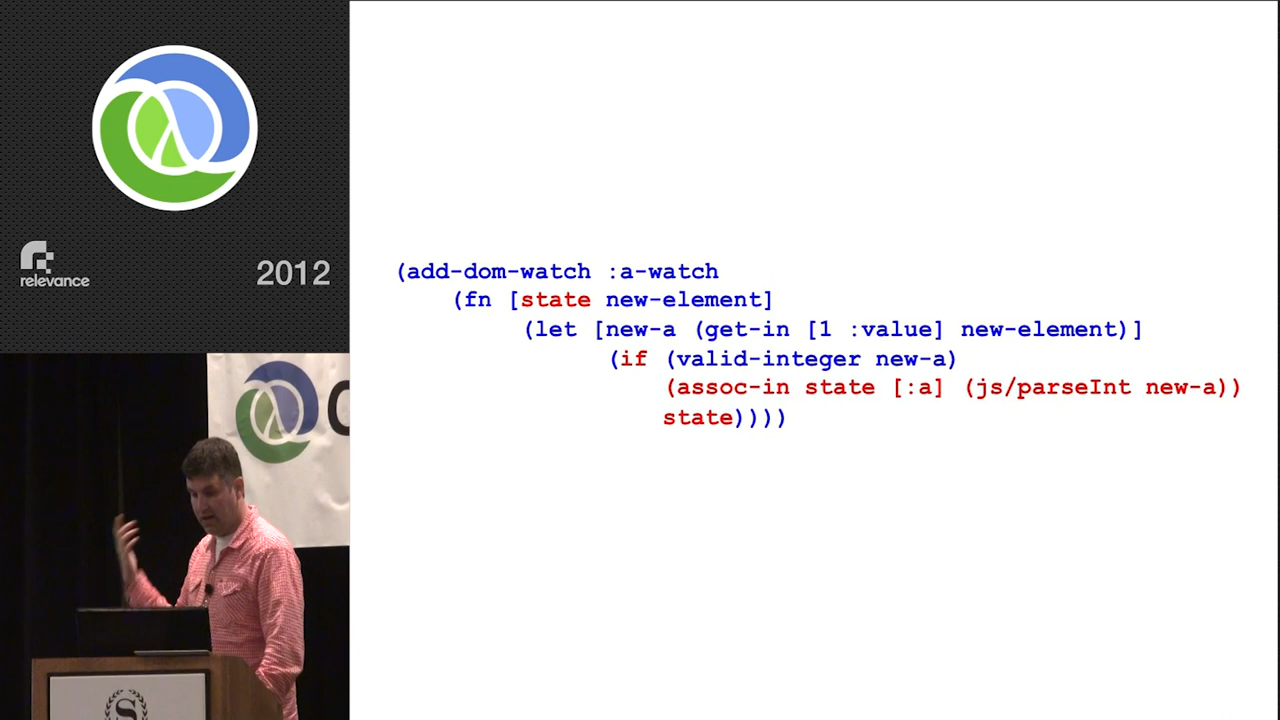 relevance
2012
(add-dom-watch :a-watch
(fn [state new-element]
(let [new-a (get-in [1 :value] new-element)]
(if (valid-integer new-a)
(assoc-in state [:a] (js/parseInt new-a))
state))))
C
S